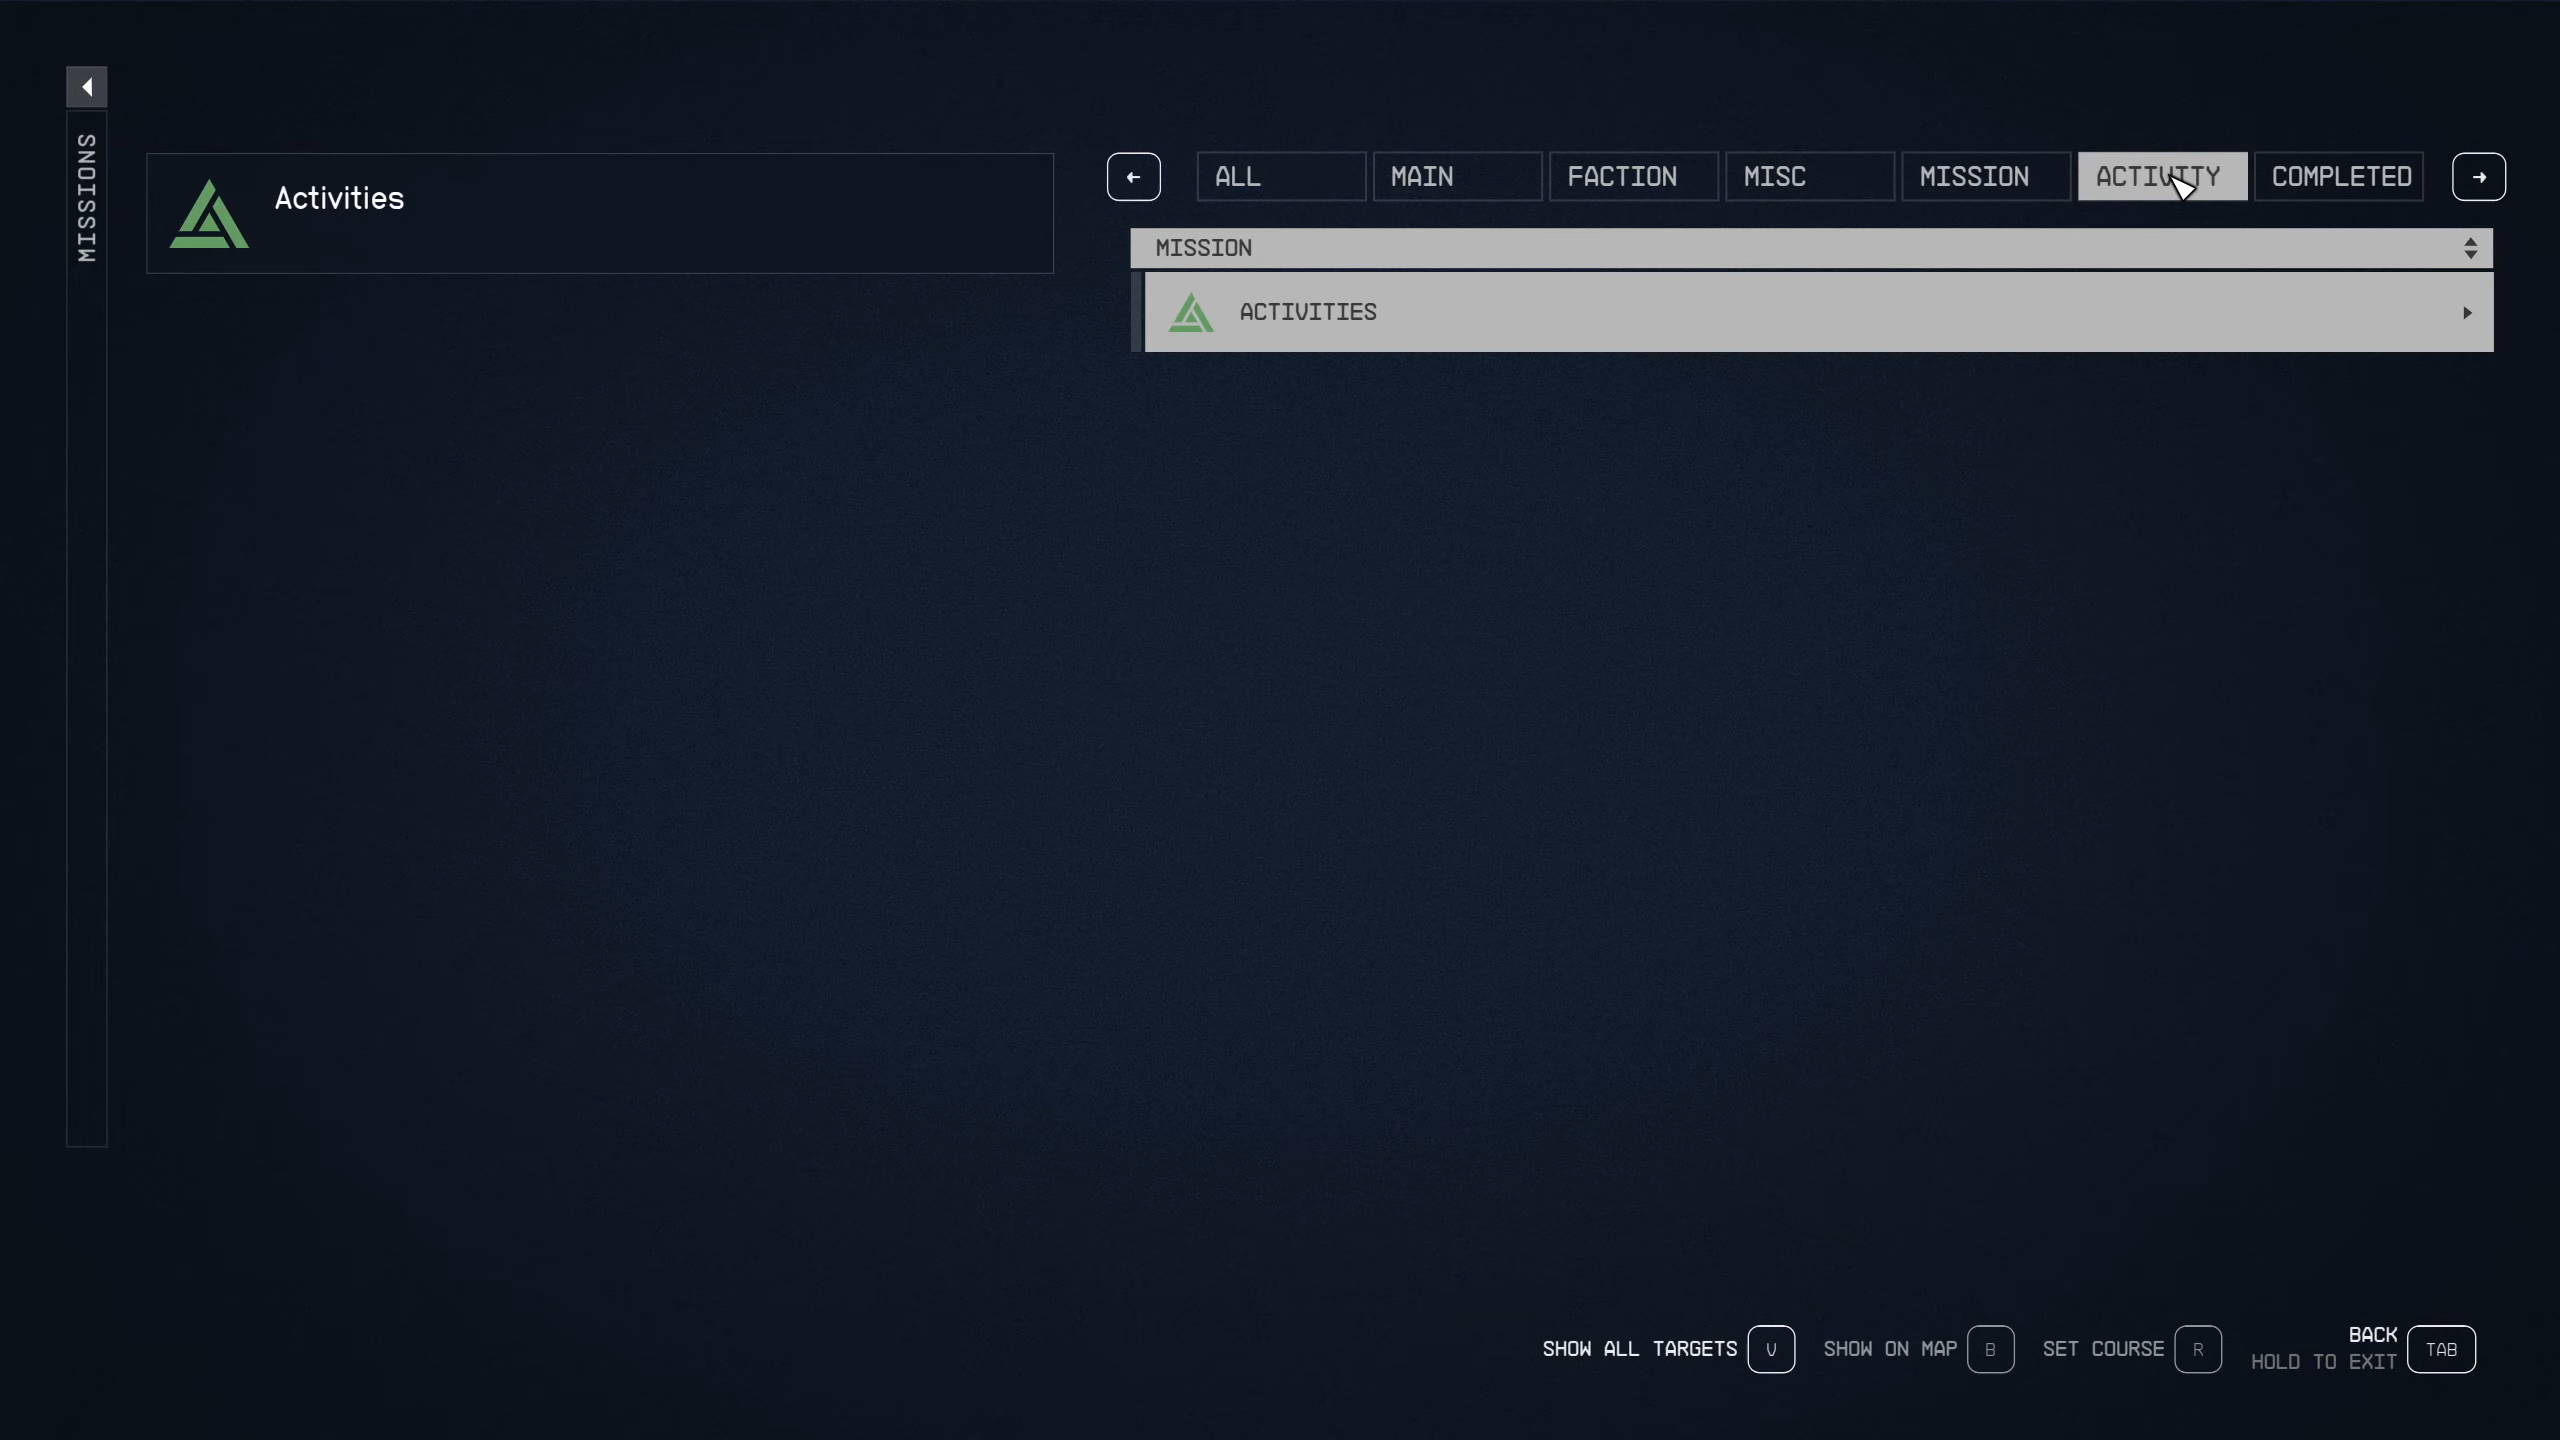 MISSIONS
Activities
ALL MAIN FACTION MISC MISSION ACTIVITY COMPLETED
MISSION
ACTIVITIES
SHOW ALL TARGETS V SHOW ON MAP B SET COURSE R BACK TAB
HOLD TO EXIT